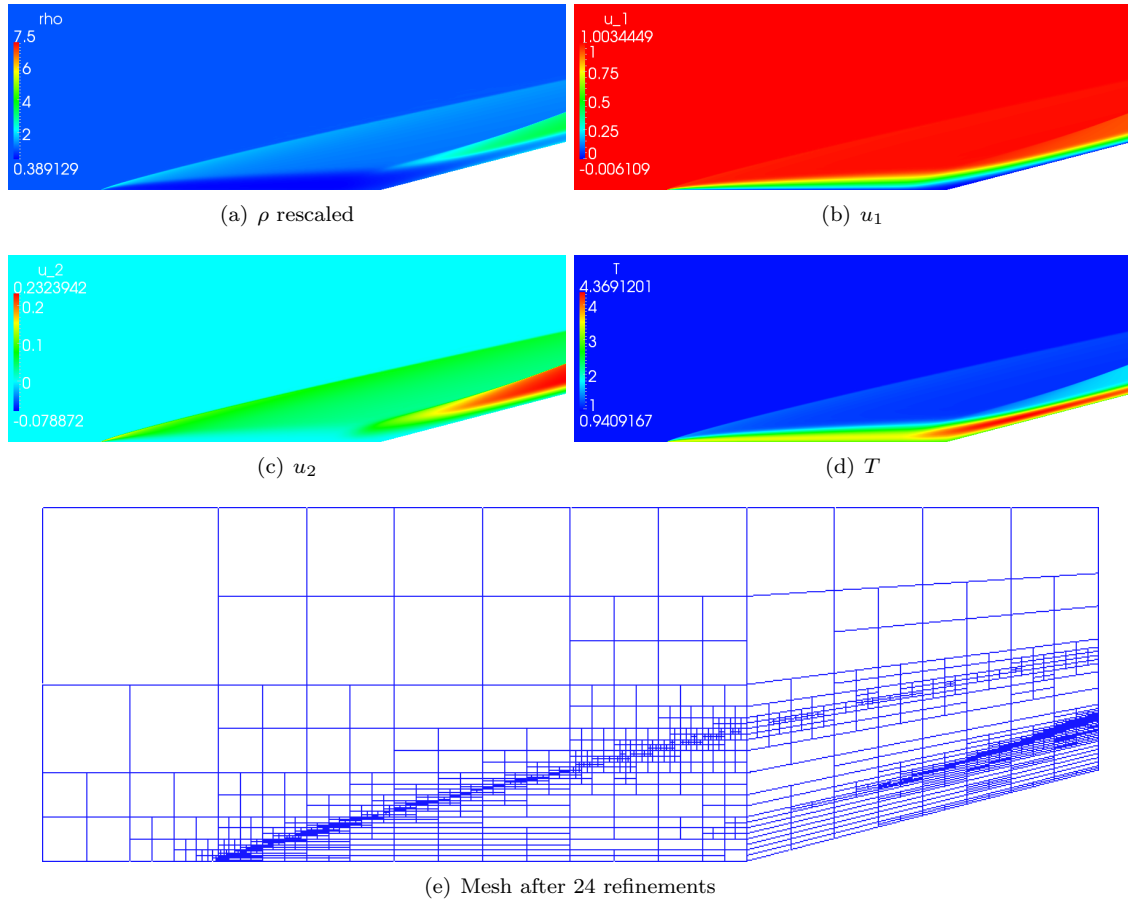 rho
7.5
6
4
2
0.389129
(a) ρ rescaled
u_1
1.0034449
1
0.75
0.5
0.25
0
-0.006109
(b) u₁
u_2
0.2323942
0.2
0.1
0
-0.078872
(c) u₂
T
4.3691201
4
3
2
1
0.9409167
(d) T
(e) Mesh after 24 refinements